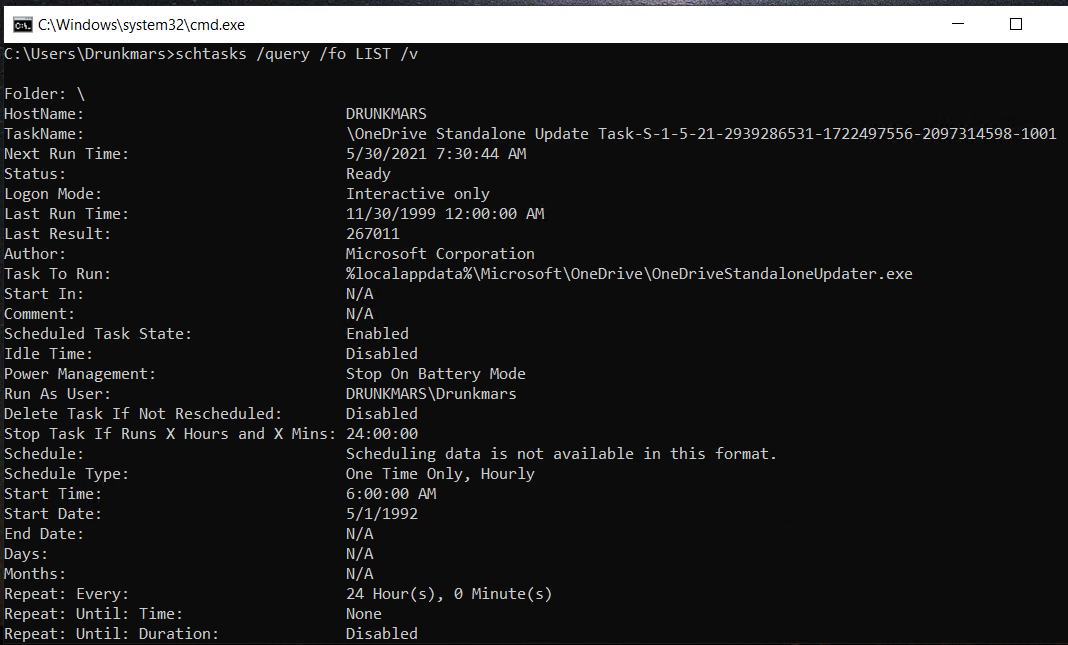 C:\Windows\system32\cmd.exe
C:\Users\Drunkmars>schtasks /query /fo LIST /v
Folder: \
HostName: DRUNKMARS
TaskName: \OneDrive Standalone Update Task-S-1-5-21-2939286531-1722497556-2097314598-1001
Next Run Time: 5/30/2021 7:30:44 AM
Status: Ready
Logon Mode: Interactive only
Last Run Time: 11/30/1999 12:00:00 AM
Last Result: 267011
Author: Microsoft Corporation
Task To Run: %localappdata%\Microsoft\OneDrive\OneDriveStandaloneUpdater.exe
Start In: N/A
Comment: N/A
Scheduled Task State: Enabled
Idle Time: Disabled
Power Management: Stop On Battery Mode
Run As User: DRUNKMARS\Drunkmars
Delete Task If Not Rescheduled: Disabled
Stop Task If Runs X Hours and X Mins: 24:00:00
Schedule: Scheduling data is not available in this format.
Schedule Type: One Time Only, Hourly
Start Time: 6:00:00 AM
Start Date: 5/1/1992
End Date: N/A
Days: N/A
Months: N/A
Repeat: Every: 24 Hour(s), 0 Minute(s)
Repeat: Until: Time: None
Repeat: Until: Duration: Disabled